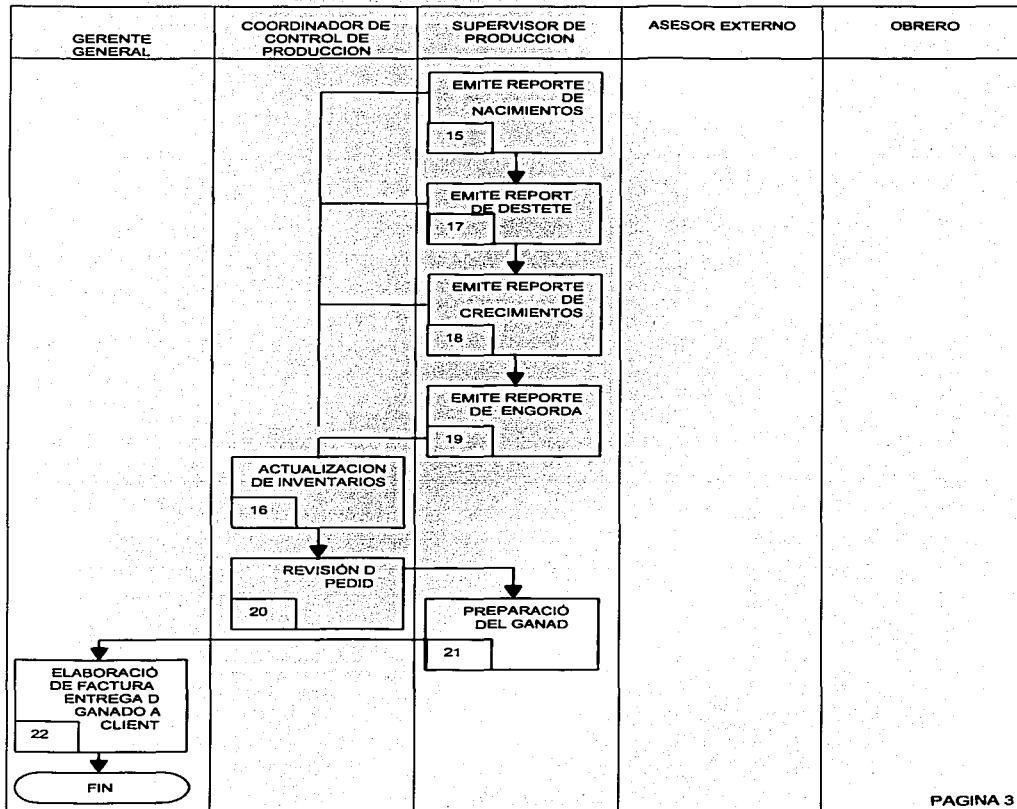 GERENTE
GENERAL
COORDINADOR DE
CONTROL DE
PRODUCCION
SUPERVISOR DE
PRODUCCION
ASESOR EXTERNO
OBRERO
EMITE REPORTE
DE
NACIMIENTOS
15
EMITE REPORT
DE DESTETE
17
EMITE REPORTE
DE
CRECIMIENTOS
18
EMITE REPORTE
DE ENGORDA
19
ACTUALIZACION
DE INVENTARIOS
16
REVISIÓN D
PEDID
20
PREPARACIÓ
DEL GANAD
21
ELABORACIÓ
DE FACTURA
ENTREGA D
GANADO A
CLIENT
22
FIN
PAGINA 3